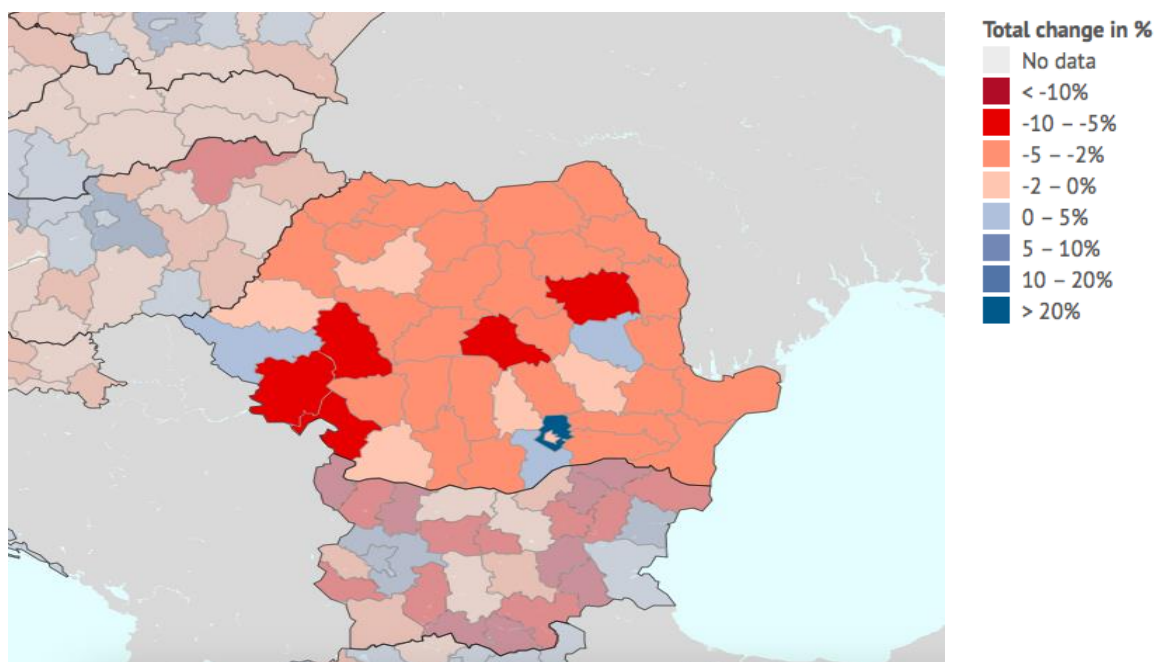 Total change in %
No data
< -10%
-10 – -5%
-5 – -2%
-2 – 0%
0 – 5%
5 – 10%
10 – 20%
> 20%